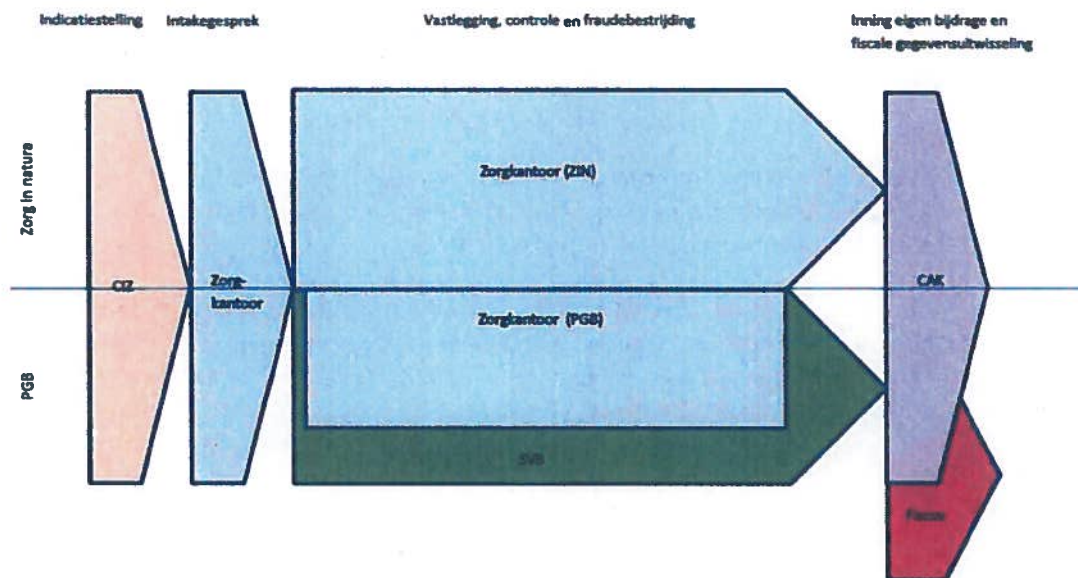 Indicatiestelling
Intakegesprek
Vastlegging, controle en fraudebestrijding
Inning eigen bijdrage en
fiscale gegevensuitwisseling
Zorg in natura
PGB
CIZ
Zorg-
kantoor
Zorgkantoor (ZIN)
Zorgkantoor (PGB)
SVB
CAK